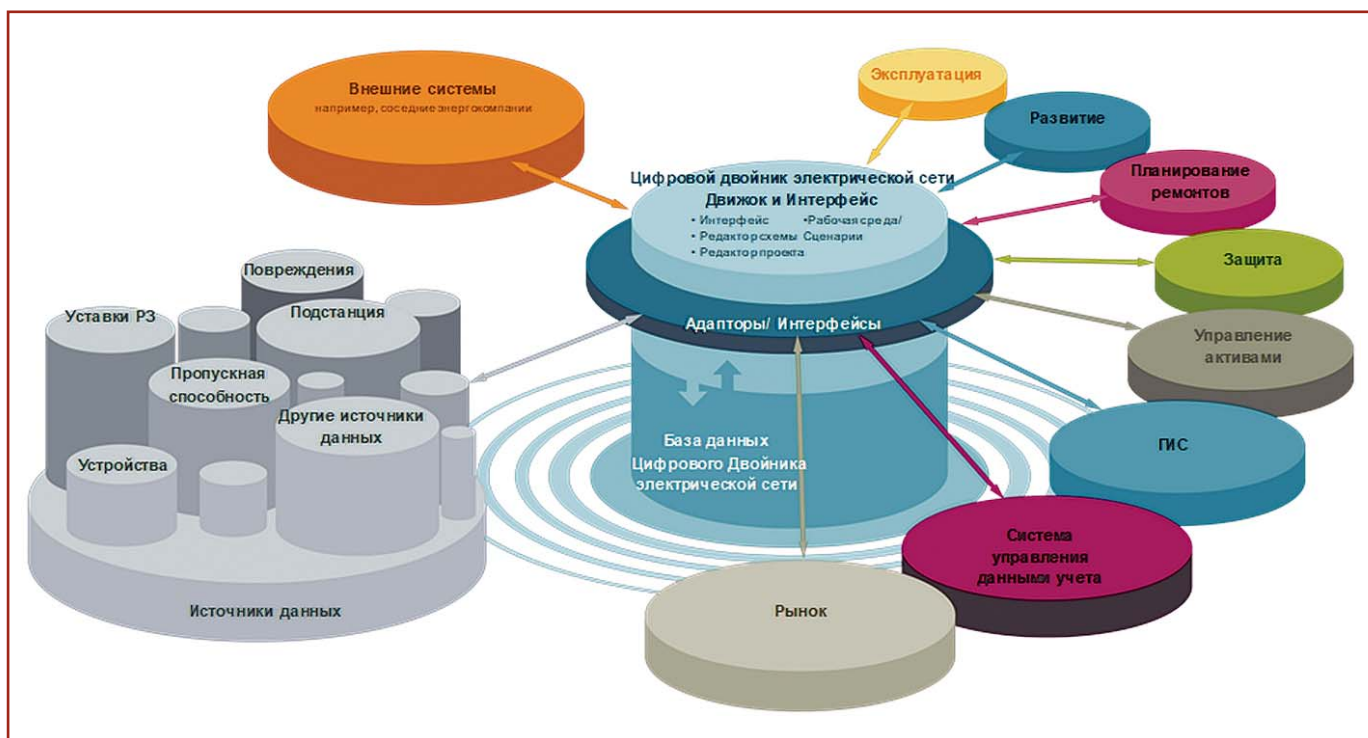 Внешние системы
например, соседние энергокомпании
Эксплуатация
Развитие
Планирование
ремонтов
Защита
Управление
активами
ГИС
Система
управления
данными учета
Рынок
Цифровой двойник электрической сети
Движок и Интерфейс
• Интерфейс •Рабочая среда/
• Редактор схемы Сценарии
• Редактор проекта
Адапторы/ Интерфейсы
База данных
Цифрового Двойника
электрической сети
Повреждения
Уставки РЗ
Подстанция
Пропускная
способность
Другие источники
данных
Устройства
Источники данных